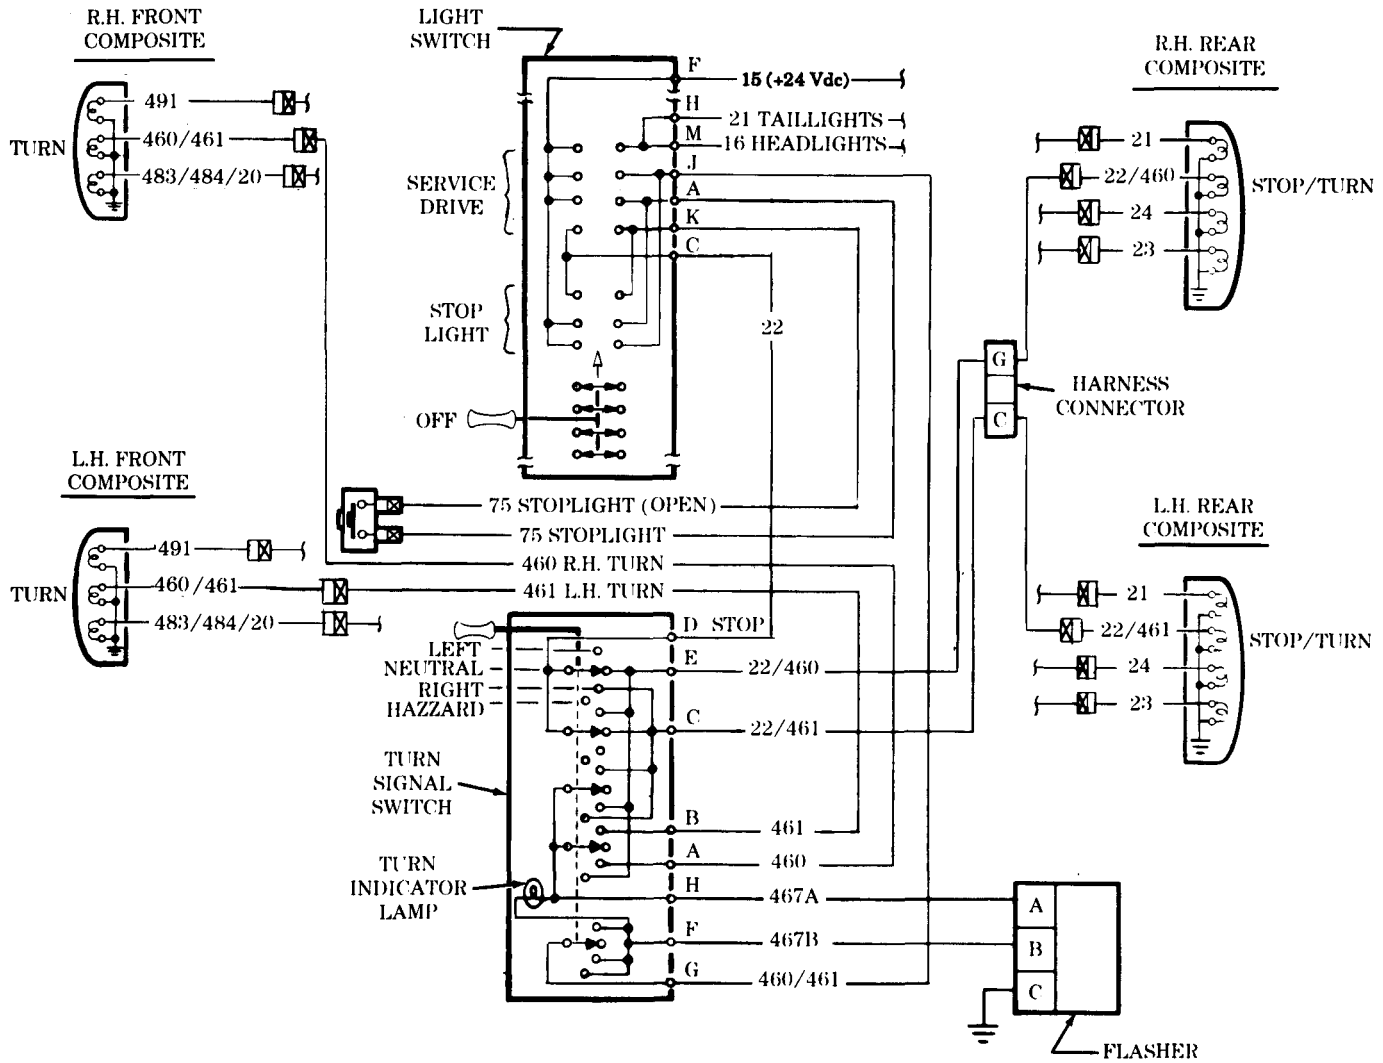 R.H. FRONT
COMPOSITE
TURN
491
460/461
483/484/20
LIGHT
SWITCH
F
15 (+24 Vdc)
H
21 TAILLIGHTS
M
16 HEADLIGHTS
J
A
K
C
SERVICE
DRIVE
STOP
LIGHT
OFF
22
R.H. REAR
COMPOSITE
21
22/460
24
23
STOP/TURN
G
C
HARNESS
CONNECTOR
L.H. FRONT
COMPOSITE
TURN
491
460/461
483/484/20
75 STOPLIGHT (OPEN)
75 STOPLIGHT
460 R.H. TURN
461 L.H. TURN
L.H. REAR
COMPOSITE
21
22/461
24
23
STOP/TURN
D STOP
LEFT
NEUTRAL
RIGHT
HAZZARD
E
22/460
C
22/461
TURN
SIGNAL
SWITCH
B
461
A
460
TURN
INDICATOR
LAMP
H
467A
F
467B
G
460/461
A
B
C
FLASHER